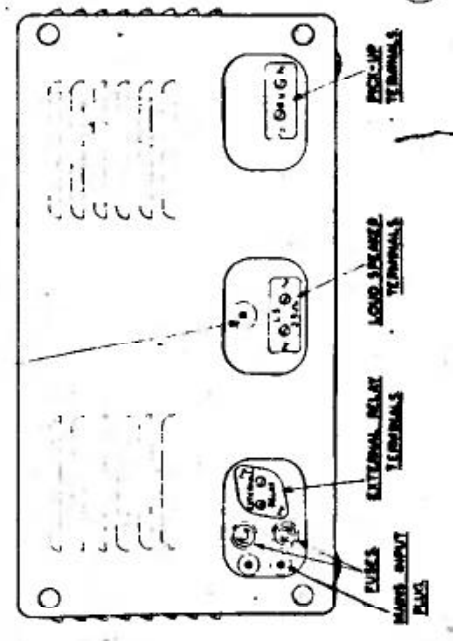 PICK-UP
TERMINALS
LOUD SPEAKER
TERMINALS
EXTERNAL RELAY
TERMINALS
FUSES
MAINS INPUT
PLUG
L S